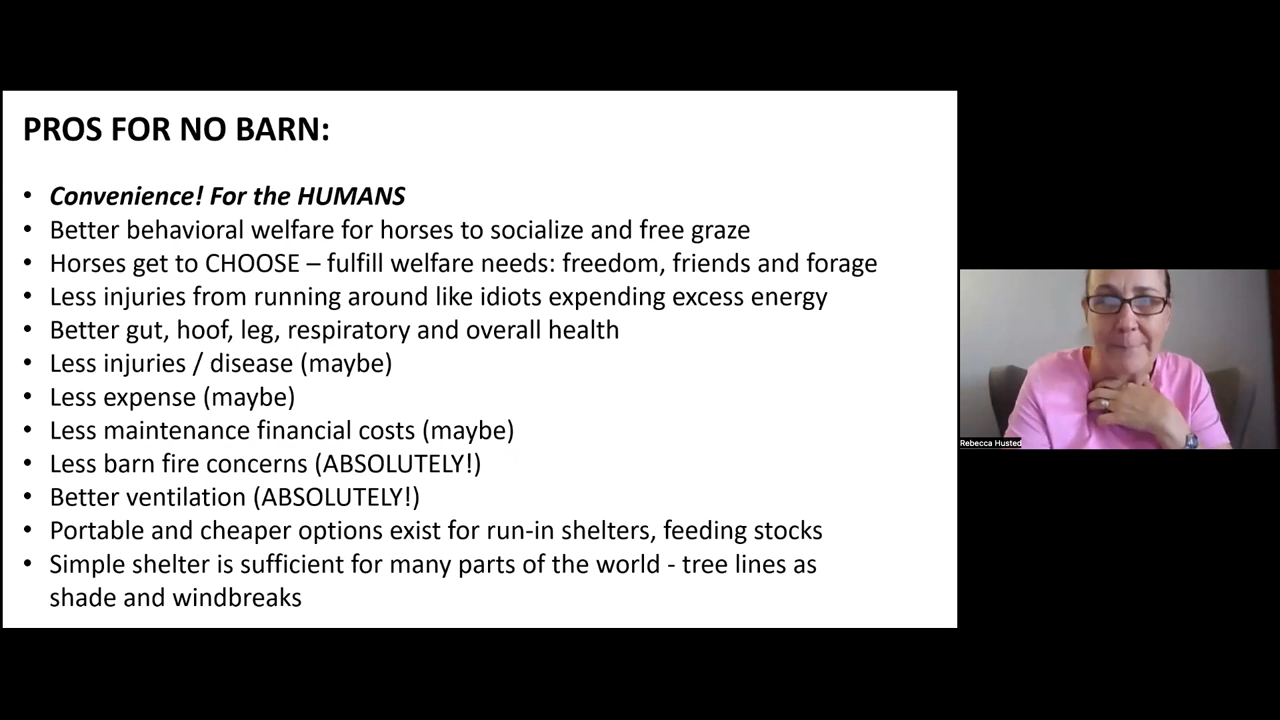 PROS FOR NO BARN:
• Convenience! For the HUMANS
• Better behavioral welfare for horses to socialize and free graze
• Horses get to CHOOSE – fulfill welfare needs: freedom, friends and forage
• Less injuries from running around like idiots expending excess energy
• Better gut, hoof, leg, respiratory and overall health
• Less injuries / disease (maybe)
• Less expense (maybe)
• Less maintenance financial costs (maybe)
• Less barn fire concerns (ABSOLUTELY!)
• Better ventilation (ABSOLUTELY!)
• Portable and cheaper options exist for run-in shelters, feeding stocks
• Simple shelter is sufficient for many parts of the world - tree lines as
shade and windbreaks
Rebecca Husted